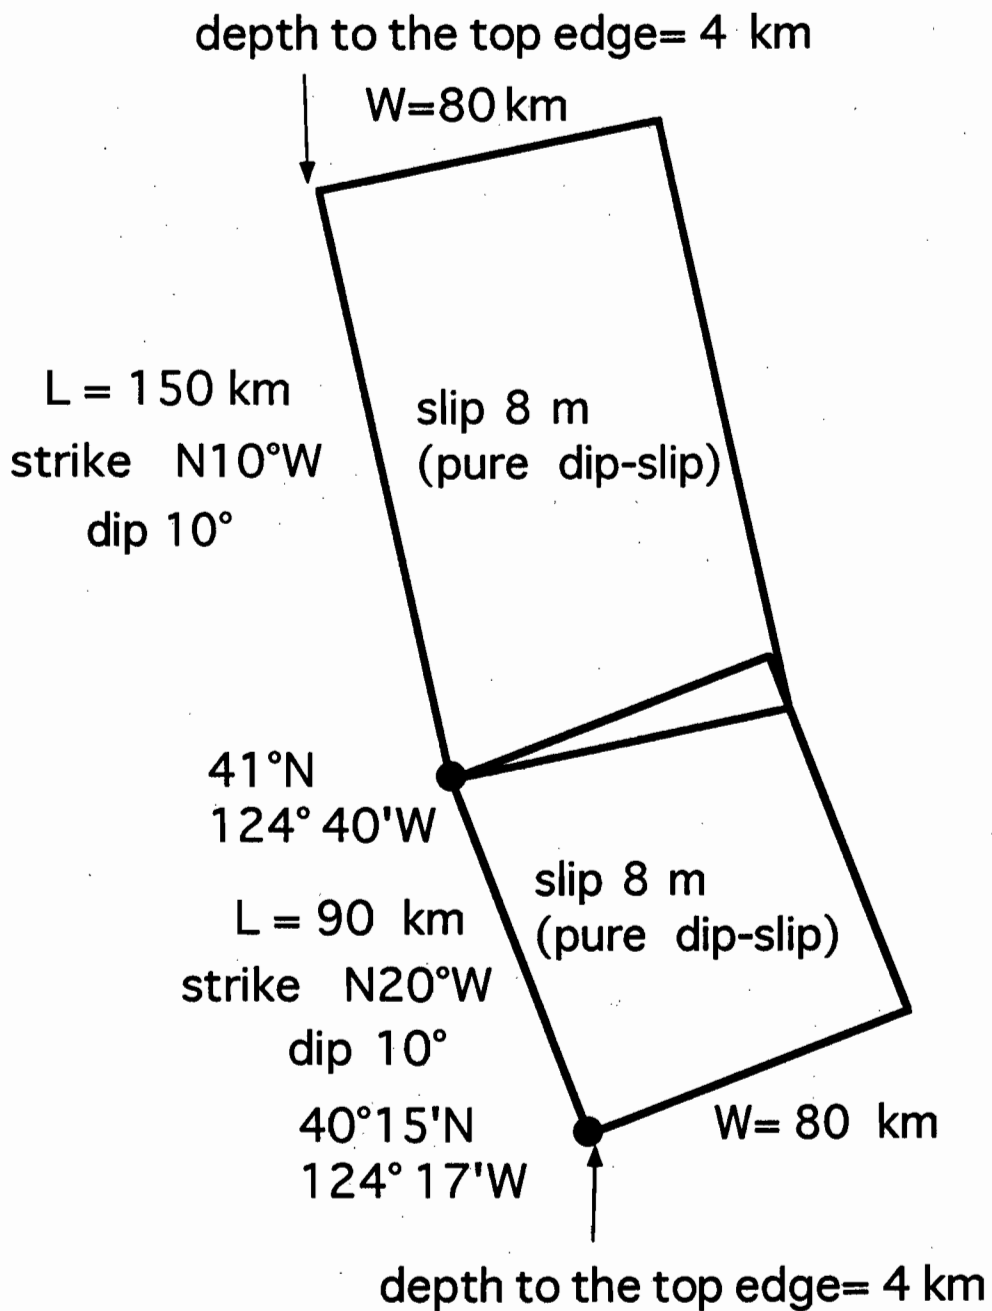 depth to the top edge= 4 km
W=80 km
L = 150 km
strike N10°W
dip 10°
slip 8 m
(pure dip-slip)
41°N
124° 40'W
slip 8 m
(pure dip-slip)
L = 90 km
strike N20°W
dip 10°
40°15'N
124° 17'W
W= 80 km
depth to the top edge= 4 km